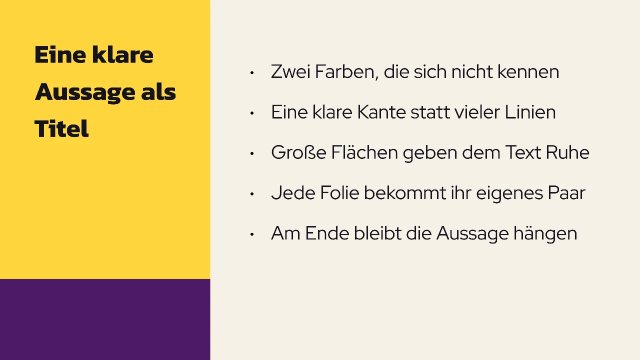 Eine klare
Aussage als
Titel
• Zwei Farben, die sich nicht kennen
• Eine klare Kante statt vieler Linien
• Große Flächen geben dem Text Ruhe
• Jede Folie bekommt ihr eigenes Paar
• Am Ende bleibt die Aussage hängen